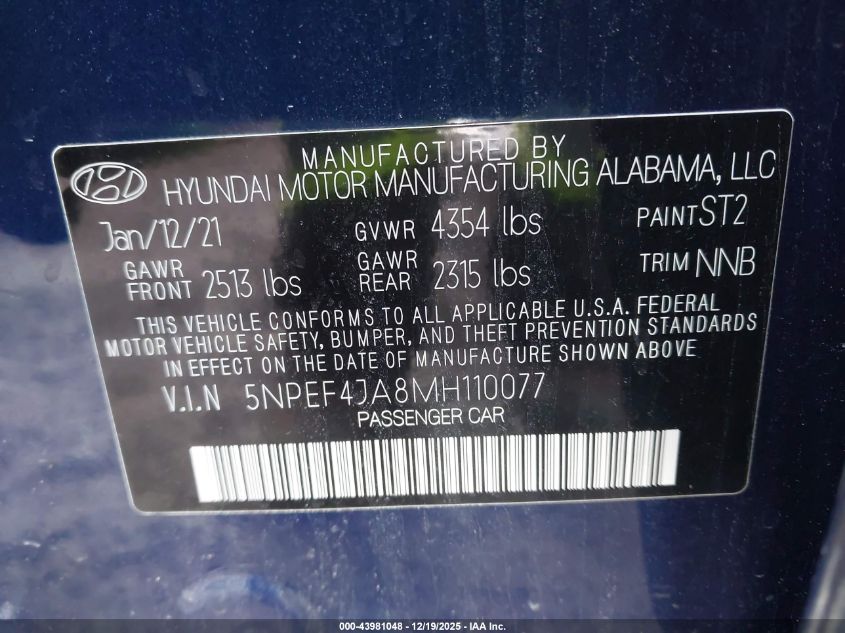 MANUFACTURED BY
HYUNDAI MOTOR MANUFACTURING ALABAMA, LLC
Jan/12/21 GVWR 4354 lbs PAINT ST2
GAWR FRONT 2513 lbs GAWR REAR 2315 lbs TRIM NNB
THIS VEHICLE CONFORMS TO ALL APPLICABLE U.S.A. FEDERAL
MOTOR VEHICLE SAFETY, BUMPER, AND THEFT PREVENTION STANDARDS
IN EFFECT ON THE DATE OF MANUFACTURE SHOWN ABOVE.
V.I.N 5NPEF4JA8MH110077
PASSENGER CAR
000-43981048 - 12/19/2025 - IAA Inc.